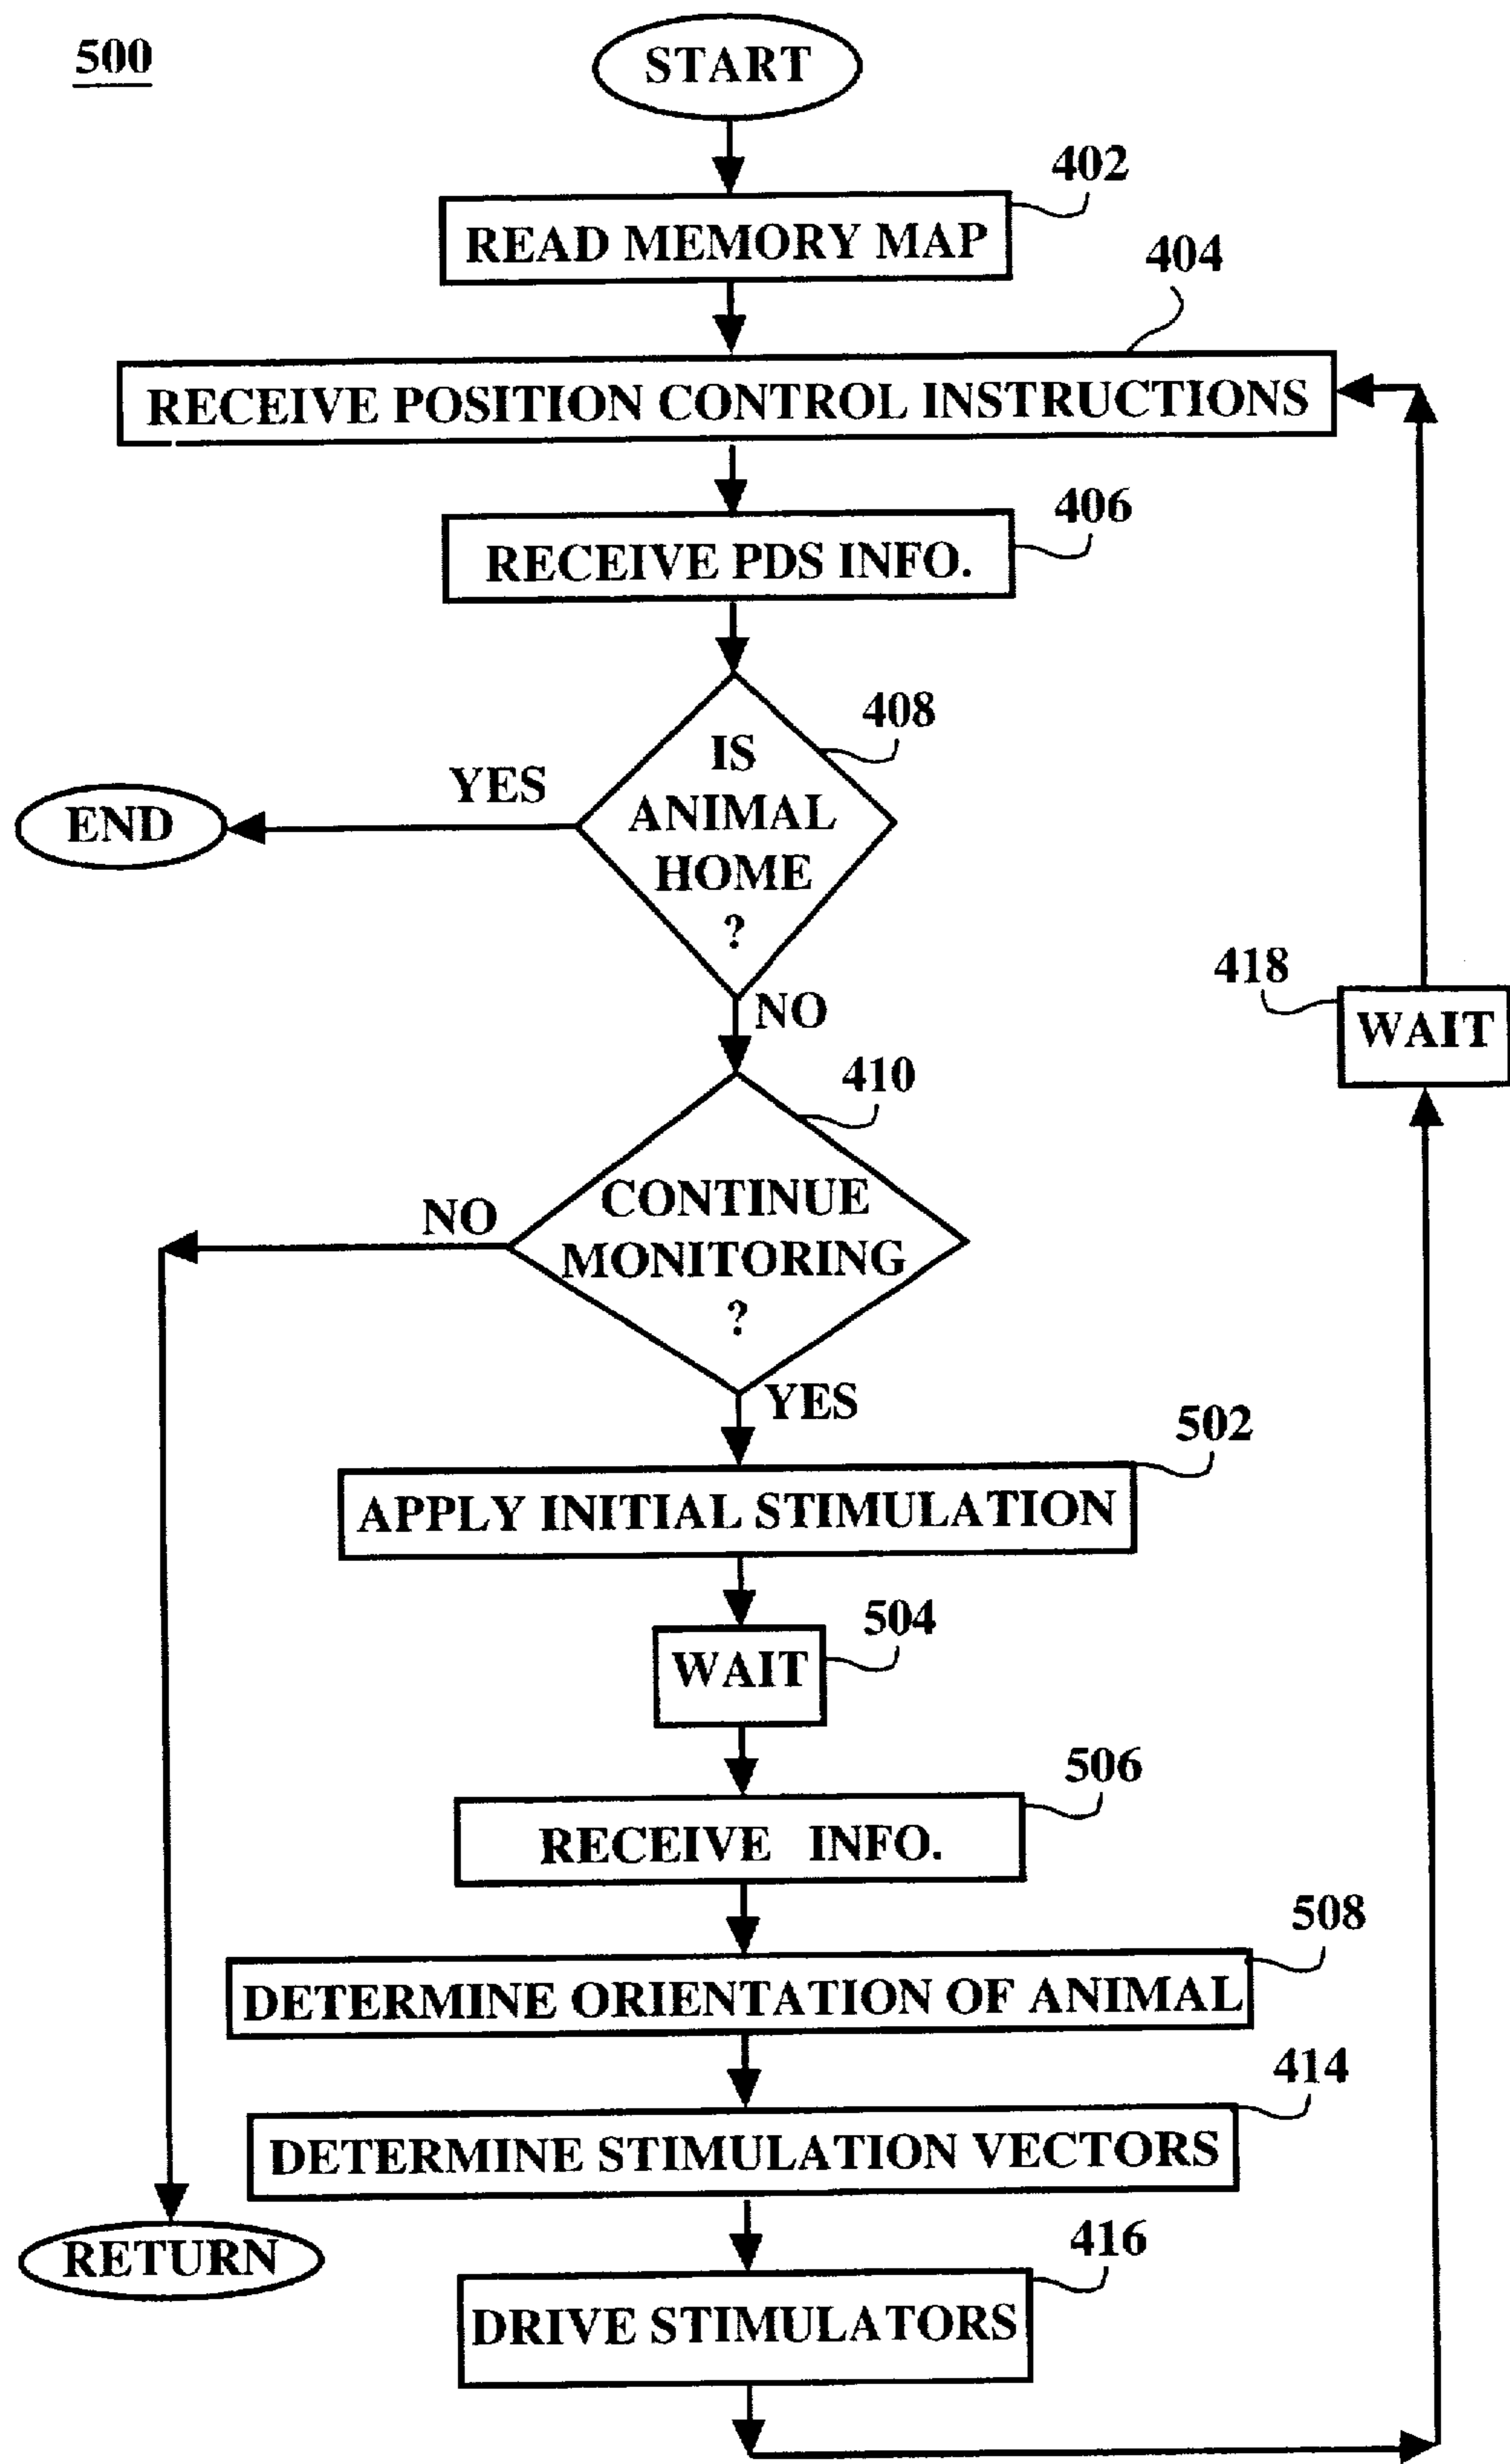 500
START
402
READ MEMORY MAP
404
RECEIVE POSITION CONTROL INSTRUCTIONS
406
RECEIVE PDS INFO.
408
IS
ANIMAL
HOME
?
YES
END
NO
418
WAIT
410
CONTINUE
MONITORING
?
NO
YES
502
APPLY INITIAL STIMULATION
504
WAIT
506
RECEIVE INFO.
508
DETERMINE ORIENTATION OF ANIMAL
414
DETERMINE STIMULATION VECTORS
RETURN
416
DRIVE STIMULATORS